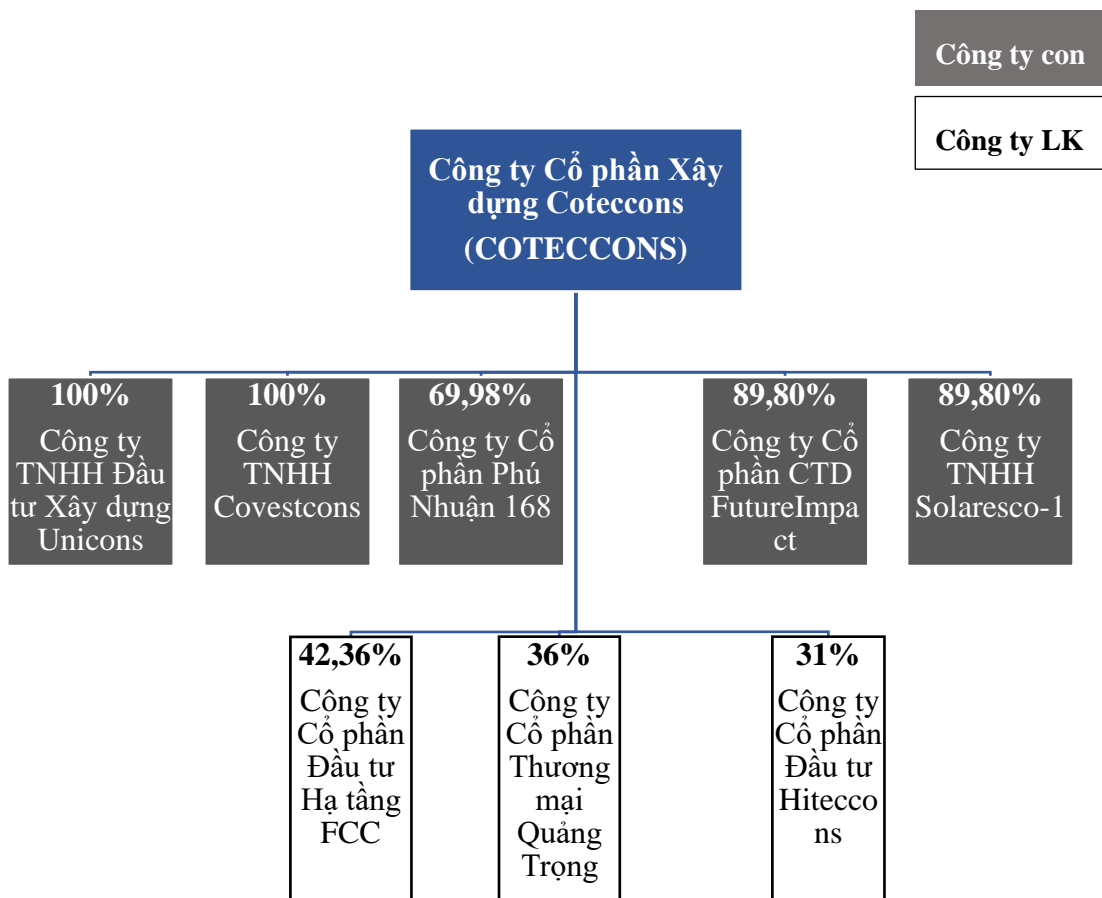 Công ty con
Công ty LK
Công ty Cổ phần Xây
dựng Coteccons
(COTECCONS)
100%
Công ty
TNHH Đầu
tư Xây dựng
Unicons
100%
Công ty
TNHH
Covestcons
69,98%
Công ty Cổ
phần Phú
Nhuận 168
89,80%
Công ty Cổ
phần CTD
FutureImpa
ct
89,80%
Công ty
TNHH
Solaresco-1
42,36%
Công ty
Cổ phần
Đầu tư
Hạ tầng
FCC
36%
Công ty
Cổ phần
Thương
mại
Quảng
Trọng
31%
Công ty
Cổ phần
Đầu tư
Hitecco
ns